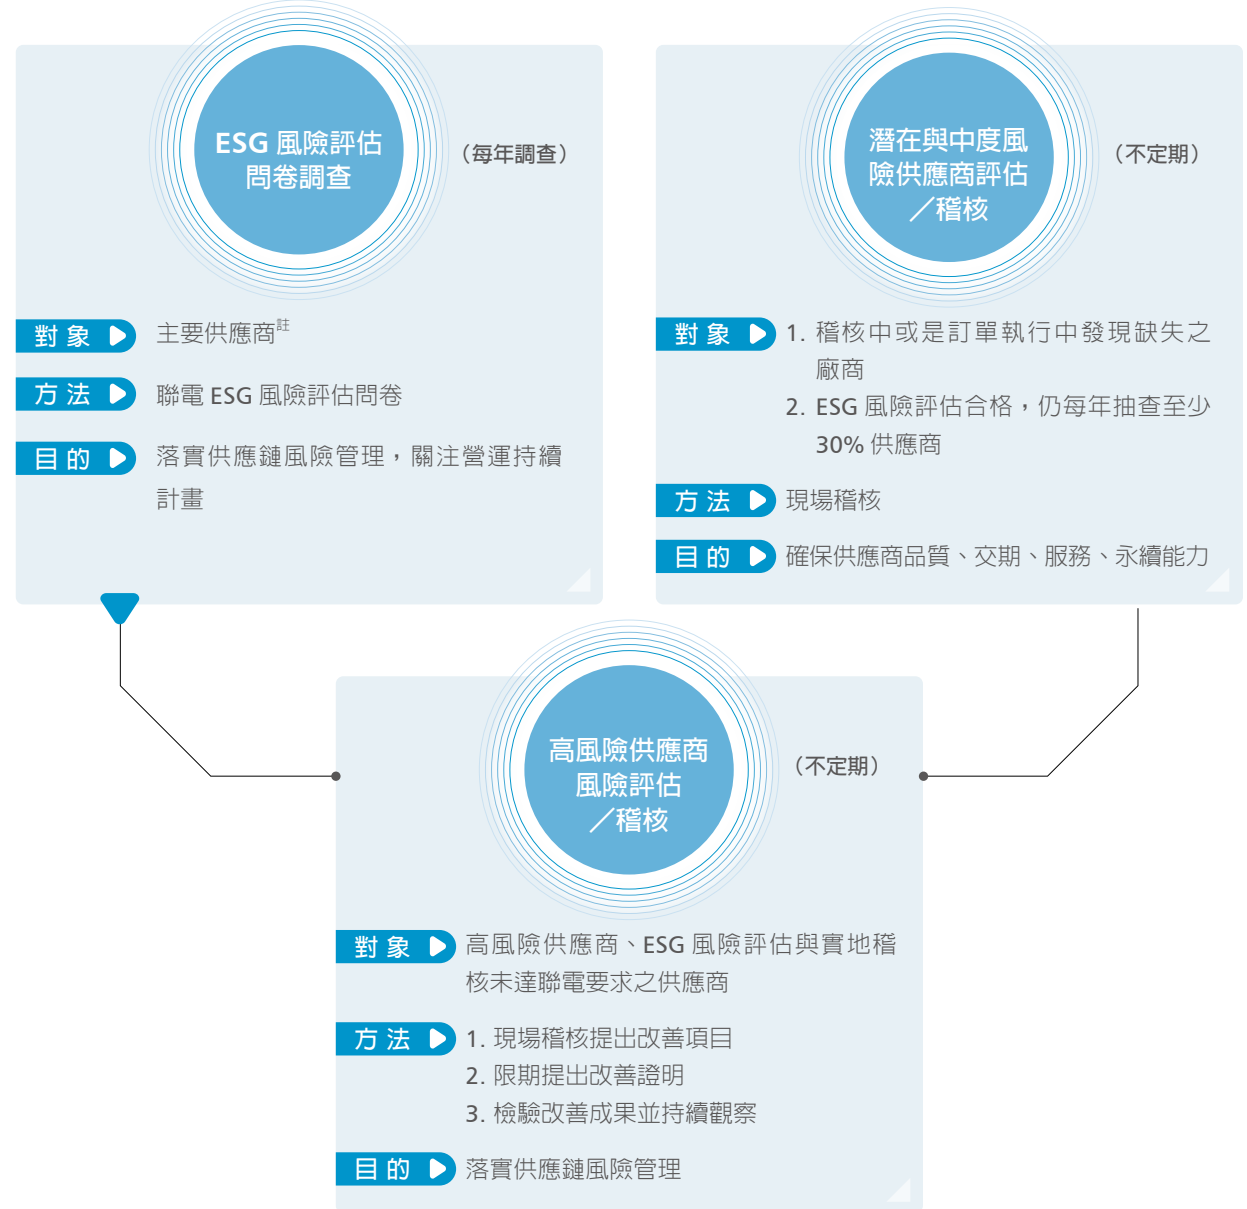 ESG 風險評估
問卷調查
（每年調查）
對象
主要供應商註
方法
聯電 ESG 風險評估問卷
目的
落實供應鏈風險管理，關注營運持續
計畫
潛在與中度風
險供應商評估
／稽核
（不定期）
對象
1. 稽核中或是訂單執行中發現缺失之
廠商
2. ESG 風險評估合格，仍每年抽查至少
30% 供應商
方法
現場稽核
目的
確保供應商品質、交期、服務、永續能力
高風險供應商
風險評估
／稽核
（不定期）
對象
高風險供應商、ESG 風險評估與實地稽
核未達聯電要求之供應商
方法
1. 現場稽核提出改善項目
2. 限期提出改善證明
3. 檢驗改善成果並持續觀察
目的
落實供應鏈風險管理